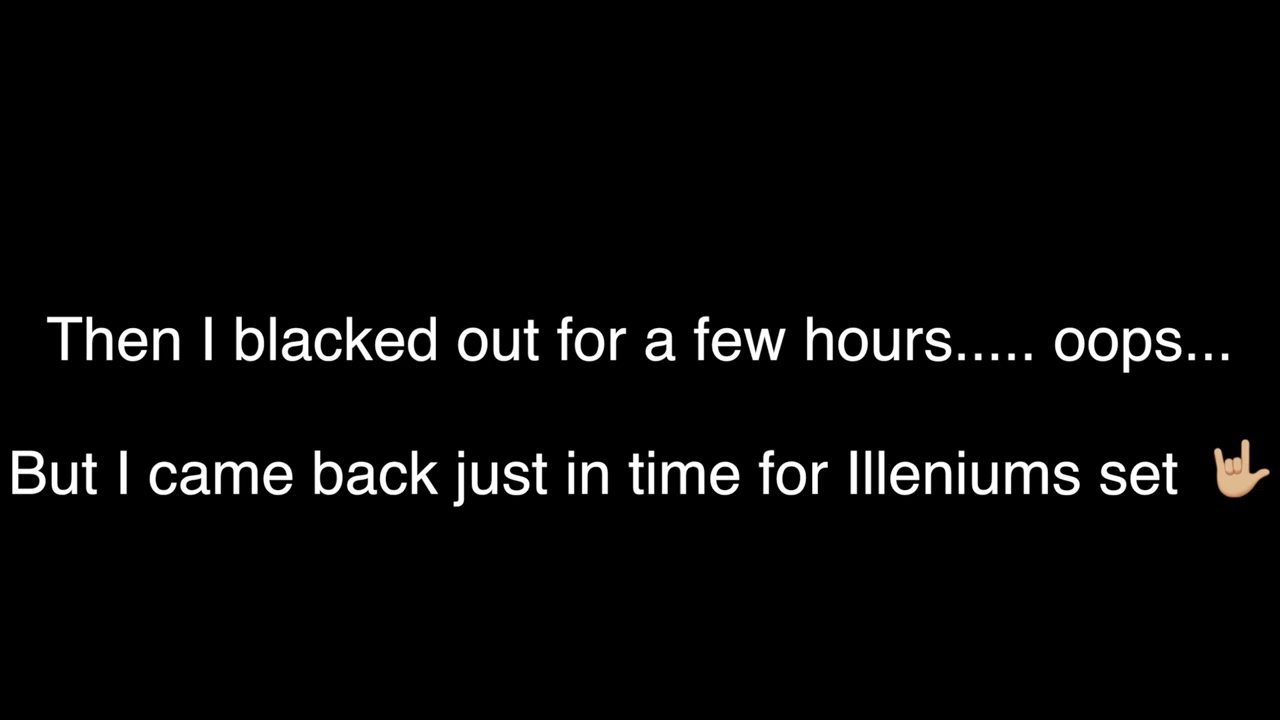 Then I blacked out for a few hours..... oops...
But I came back just in time for Illeniums set 🤟🏼